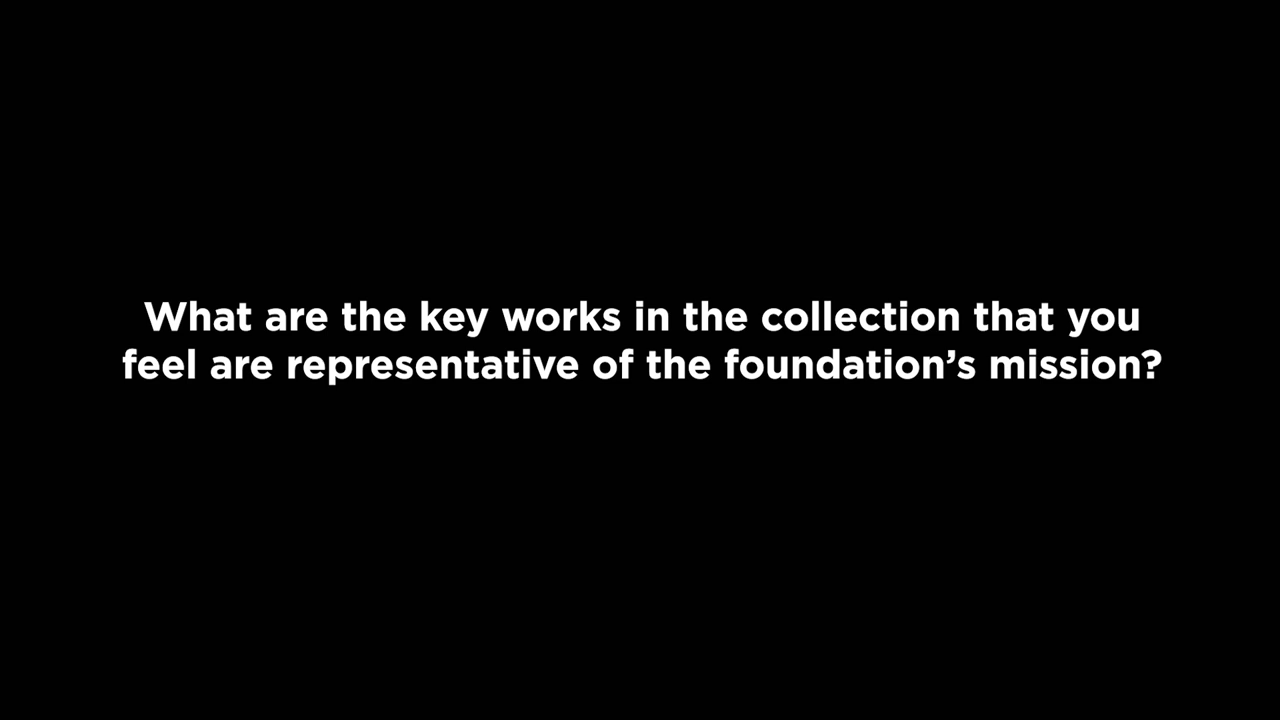 What are the key works in the collection that you
feel are representative of the foundation’s mission?